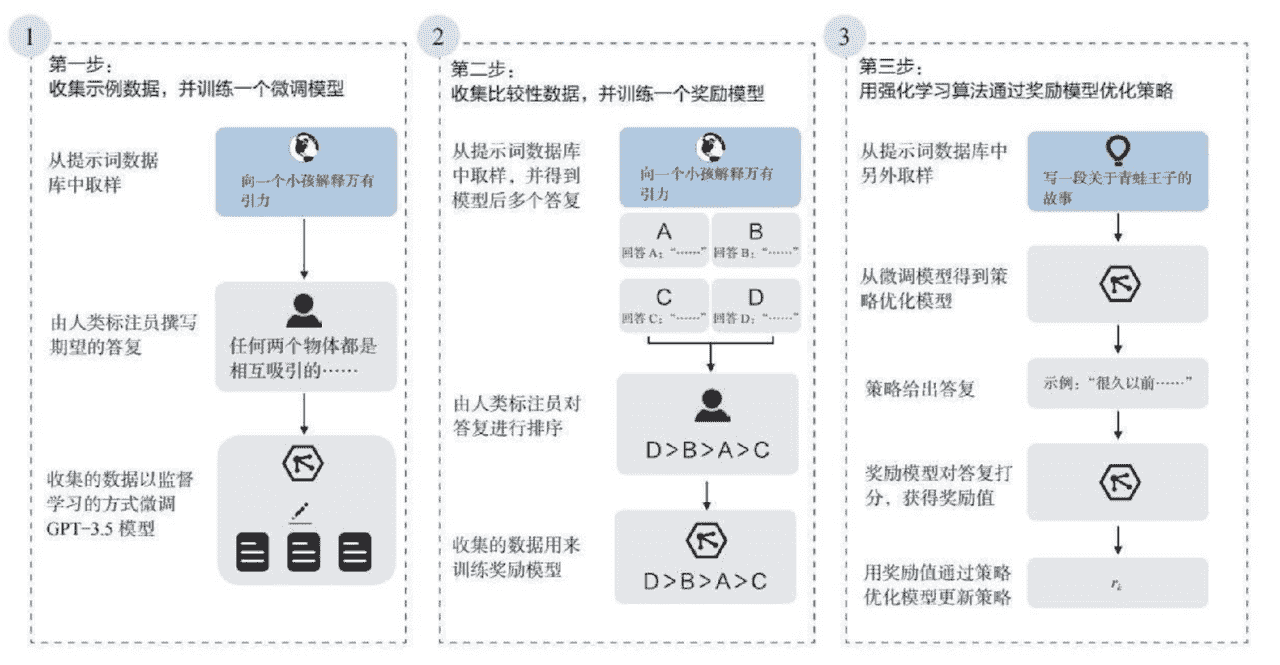 1
第一步：
收集示例数据，并训练一个微调模型
从提示词数据
库中取样
向一个小孩解释万有
引力
由人类标注员撰写
期望的答复
任何两个物体都是
相互吸引的……
收集的数据以监督
学习的方式微调
GPT-3.5 模型
2
第二步：
收集比较性数据，并训练一个奖励模型
从提示词数据库
中取样，并得到
模型后多个答复
向一个小孩解释万有
引力
A
回答 A：“……”
B
回答 B：“……”
C
回答 C：“……”
D
回答 D：“……”
由人类标注员对
答复进行排序
D>B>A>C
收集的数据用来
训练奖励模型
D>B>A>C
3
第三步：
用强化学习算法通过奖励模型优化策略
从提示词数据库中
另外取样
写一段关于青蛙王子的
故事
从微调模型得到策
略优化模型
策略给出答复
示例：“很久以前……”
奖励模型对答复打
分，获得奖励值
用奖励值通过策略
优化模型更新策略